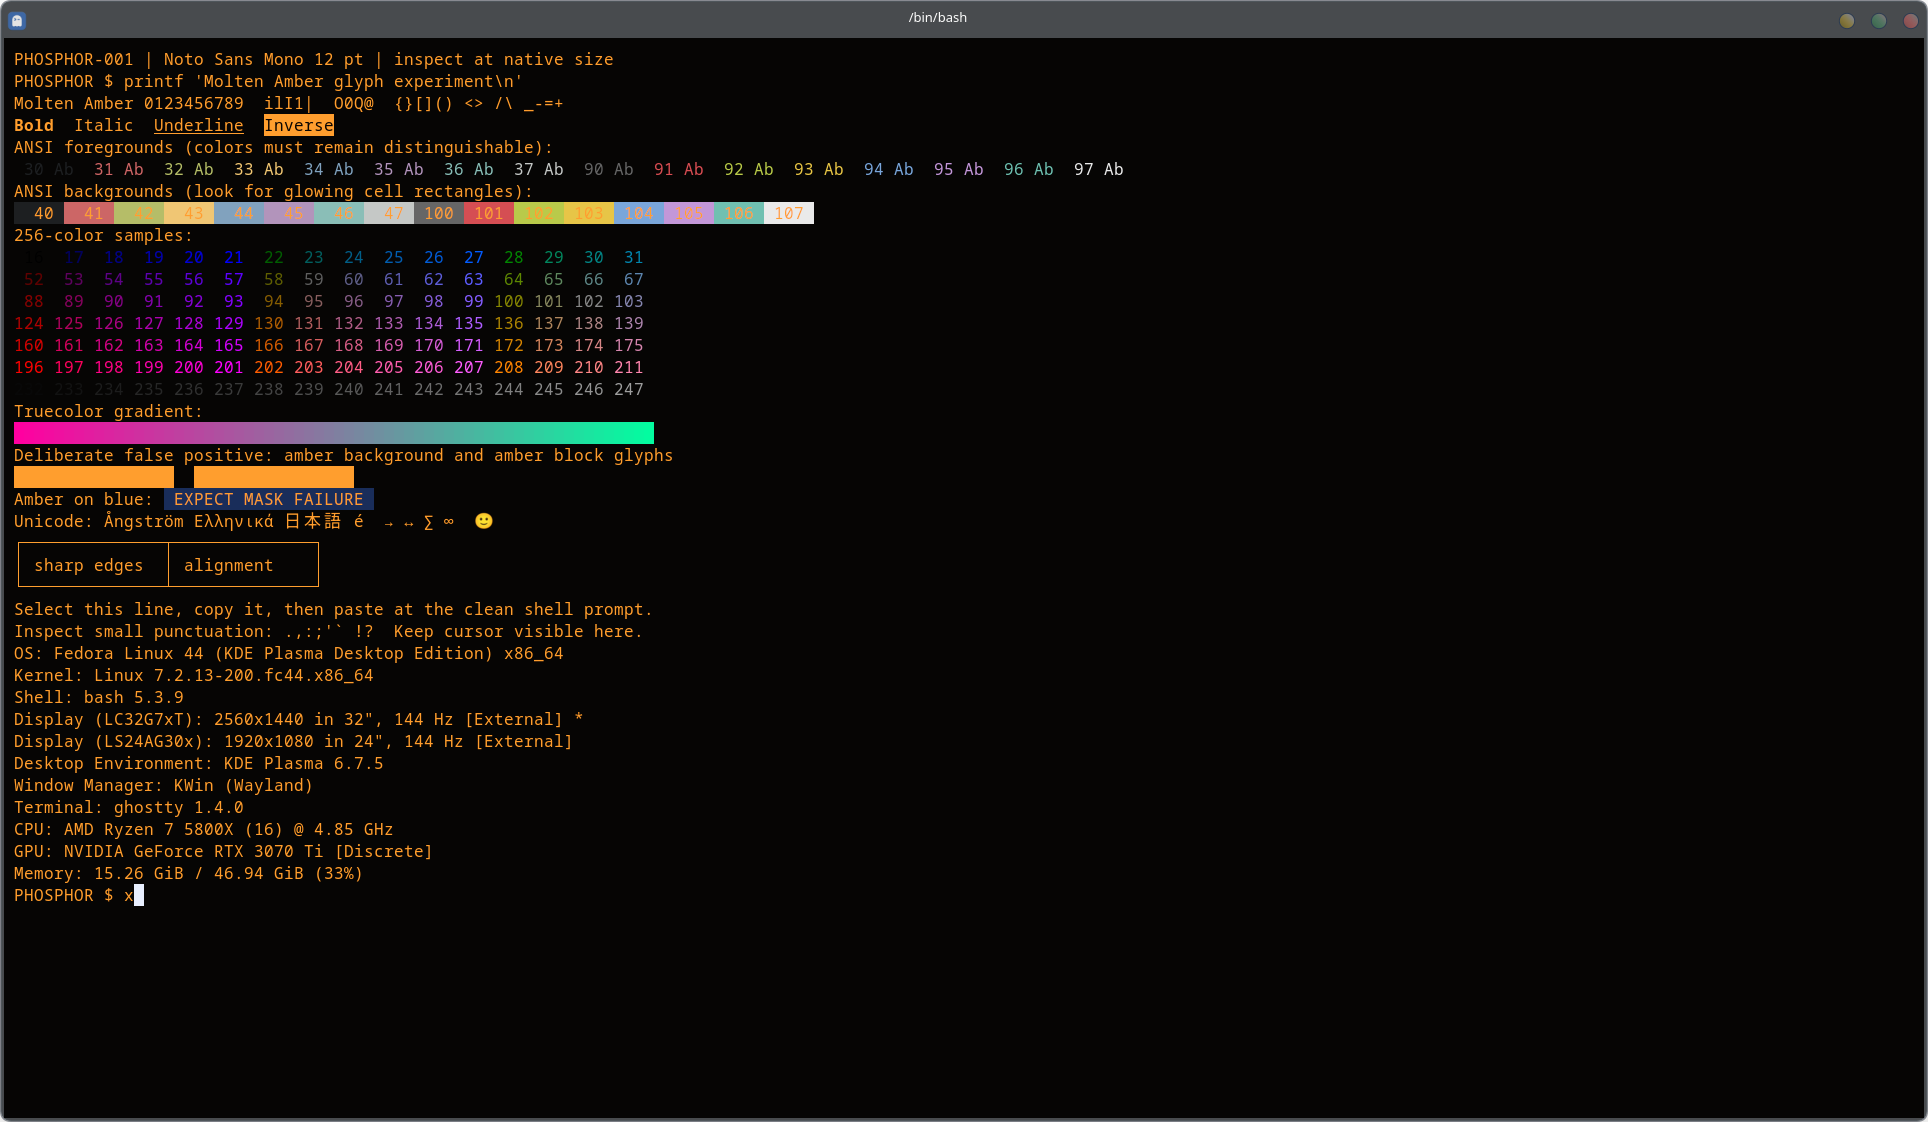 /bin/bash
PHOSPHOR-001 | Noto Sans Mono 12 pt | inspect at native size
PHOSPHOR $ printf 'Molten Amber glyph experiment\n'
Molten Amber 0123456789  ilI1|  O0Q@  {}[]() <> /\ _-=+
Bold  Italic  Underline  Inverse
ANSI foregrounds (colors must remain distinguishable):
30 Ab  31 Ab  32 Ab  33 Ab  34 Ab  35 Ab  36 Ab  37 Ab  90 Ab  91 Ab  92 Ab  93 Ab  94 Ab  95 Ab  96 Ab  97 Ab
ANSI backgrounds (look for glowing cell rectangles):
40   41   42   43   44   45   46   47  100  101  102  103  104  105  106  107
256-color samples:
17  18  19  20  21  22  23  24  25  26  27  28  29  30  31
52  53  54  55  56  57  58  59  60  61  62  63  64  65  66  67
88  89  90  91  92  93  94  95  96  97  98  99 100 101 102 103
124 125 126 127 128 129 130 131 132 133 134 135 136 137 138 139
160 161 162 163 164 165 166 167 168 169 170 171 172 173 174 175
196 197 198 199 200 201 202 203 204 205 206 207 208 209 210 211
233 234 235 236 237 238 239 240 241 242 243 244 245 246 247
Truecolor gradient:
Deliberate false positive: amber background and amber block glyphs
Amber on blue:  EXPECT MASK FAILURE
Unicode: Ångström Ελληνικά 日本語 é  → ↔ ∑ ∞  🙂
sharp edges  alignment
Select this line, copy it, then paste at the clean shell prompt.
Inspect small punctuation: .,:;'` !?  Keep cursor visible here.
OS: Fedora Linux 44 (KDE Plasma Desktop Edition) x86_64
Kernel: Linux 7.2.13-200.fc44.x86_64
Shell: bash 5.3.9
Display (LC32G7xT): 2560x1440 in 32", 144 Hz [External] *
Display (LS24AG30x): 1920x1080 in 24", 144 Hz [External]
Desktop Environment: KDE Plasma 6.7.5
Window Manager: KWin (Wayland)
Terminal: ghostty 1.4.0
CPU: AMD Ryzen 7 5800X (16) @ 4.85 GHz
GPU: NVIDIA GeForce RTX 3070 Ti [Discrete]
Memory: 15.26 GiB / 46.94 GiB (33%)
PHOSPHOR $ x